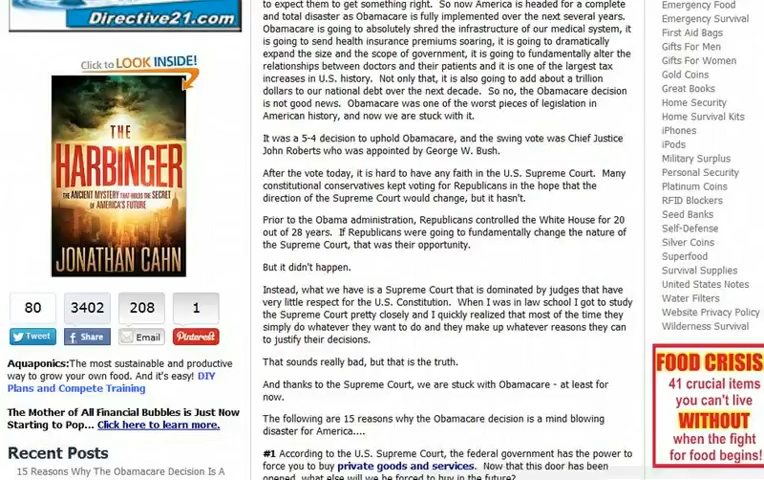 Directive21.com
Click to LOOK INSIDE!
THE
HARBINGER
THE ANCIENT MYSTERY THAT HOLDS THE SECRET
OF AMERICA'S FUTURE
JONATHAN CAHN
80 3402 208 1
Tweet Share Email Pinterest
Aquaponics:The most sustainable and productive
way to grow your own food. And it's easy! DIY
Plans and Compete Training
The Mother of All Financial Bubbles is Just Now
Starting to Pop... Click here to learn more.
Recent Posts
15 Reasons Why The Obamacare Decision Is A
to expect them to get something right. So now America is headed for a complete
and total disaster as Obamacare is fully implemented over the next several years.
Obamacare is going to absolutely shred the infrastructure of our medical system, it
is going to send health insurance premiums soaring, it is going to dramatically
expand the size and the scope of government, it is going to fundamentally alter the
relationships between doctors and their patients and it is one of the largest tax
increases in U.S. history. Not only that, it is also going to add about a trillion
dollars to our national debt over the next decade. So no, the Obamacare decision
is not good news. Obamacare was one of the worst pieces of legislation in
American history, and now we are stuck with it.
It was a 5-4 decision to uphold Obamacare, and the swing vote was Chief Justice
John Roberts who was appointed by George W. Bush.
After the vote today, it is hard to have any faith in the U.S. Supreme Court. Many
constitutional conservatives kept voting for Republicans in the hope that the
direction of the Supreme Court would change, but it hasn't.
Prior to the Obama administration, Republicans controlled the White House for 20
out of 28 years. If Republicans were going to fundamentally change the nature of
the Supreme Court, that was their opportunity.
But it didn't happen.
Instead, what we have is a Supreme Court that is dominated by judges that have
very little respect for the U.S. Constitution. When I was in law school I got to study
the Supreme Court pretty closely and I quickly realized that most of the time they
simply do whatever they want to do and they make up whatever reasons they can
to justify their decisions.
That sounds really bad, but that is the truth.
And thanks to the Supreme Court, we are stuck with Obamacare - at least for
now.
The following are 15 reasons why the Obamacare decision is a mind blowing
disaster for America....
#1 According to the U.S. Supreme Court, the federal government has the power to
force you to buy private goods and services. Now that this door has been
opened, what else will we be forced to buy in the future?
Emergency Food
Emergency Survival
First Aid Bags
Gifts For Men
Gifts For Women
Gold Coins
Great Books
Home Security
Home Survival Kits
iPhones
iPods
Military Surplus
Personal Security
Platinum Coins
RFID Blockers
Seed Banks
Self-Defense
Silver Coins
Superfood
Survival Supplies
United States Notes
Water Filters
Website Privacy Policy
Wilderness Survival
FOOD CRISIS
41 crucial items
you can't live
WITHOUT
when the fight
for food begins!